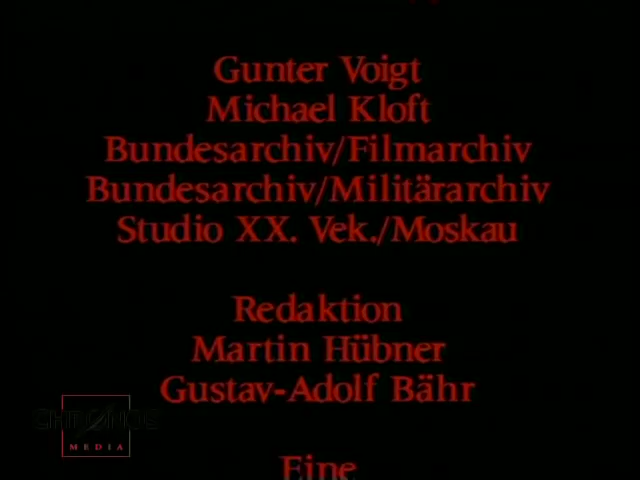 Gunter Voigt
Michael Kloft
Bundesarchiv/Filmarchiv
Bundesarchiv/Militärarchiv
Studio XX. Vek./Moskau
Redaktion
Martin Hübner
Gustav-Adolf Bähr
CHRONOS
MEDIA
Eine